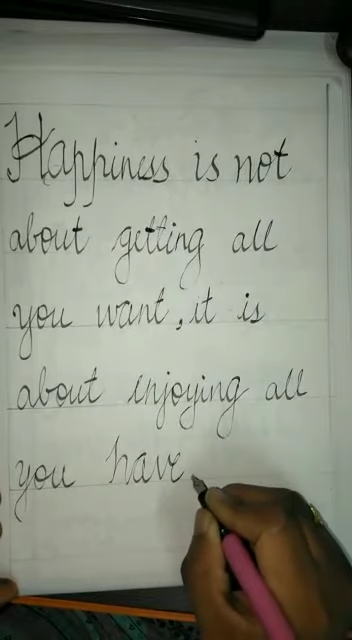 Happiness is not
about getting all
you want, it is
about enjoying all
you have